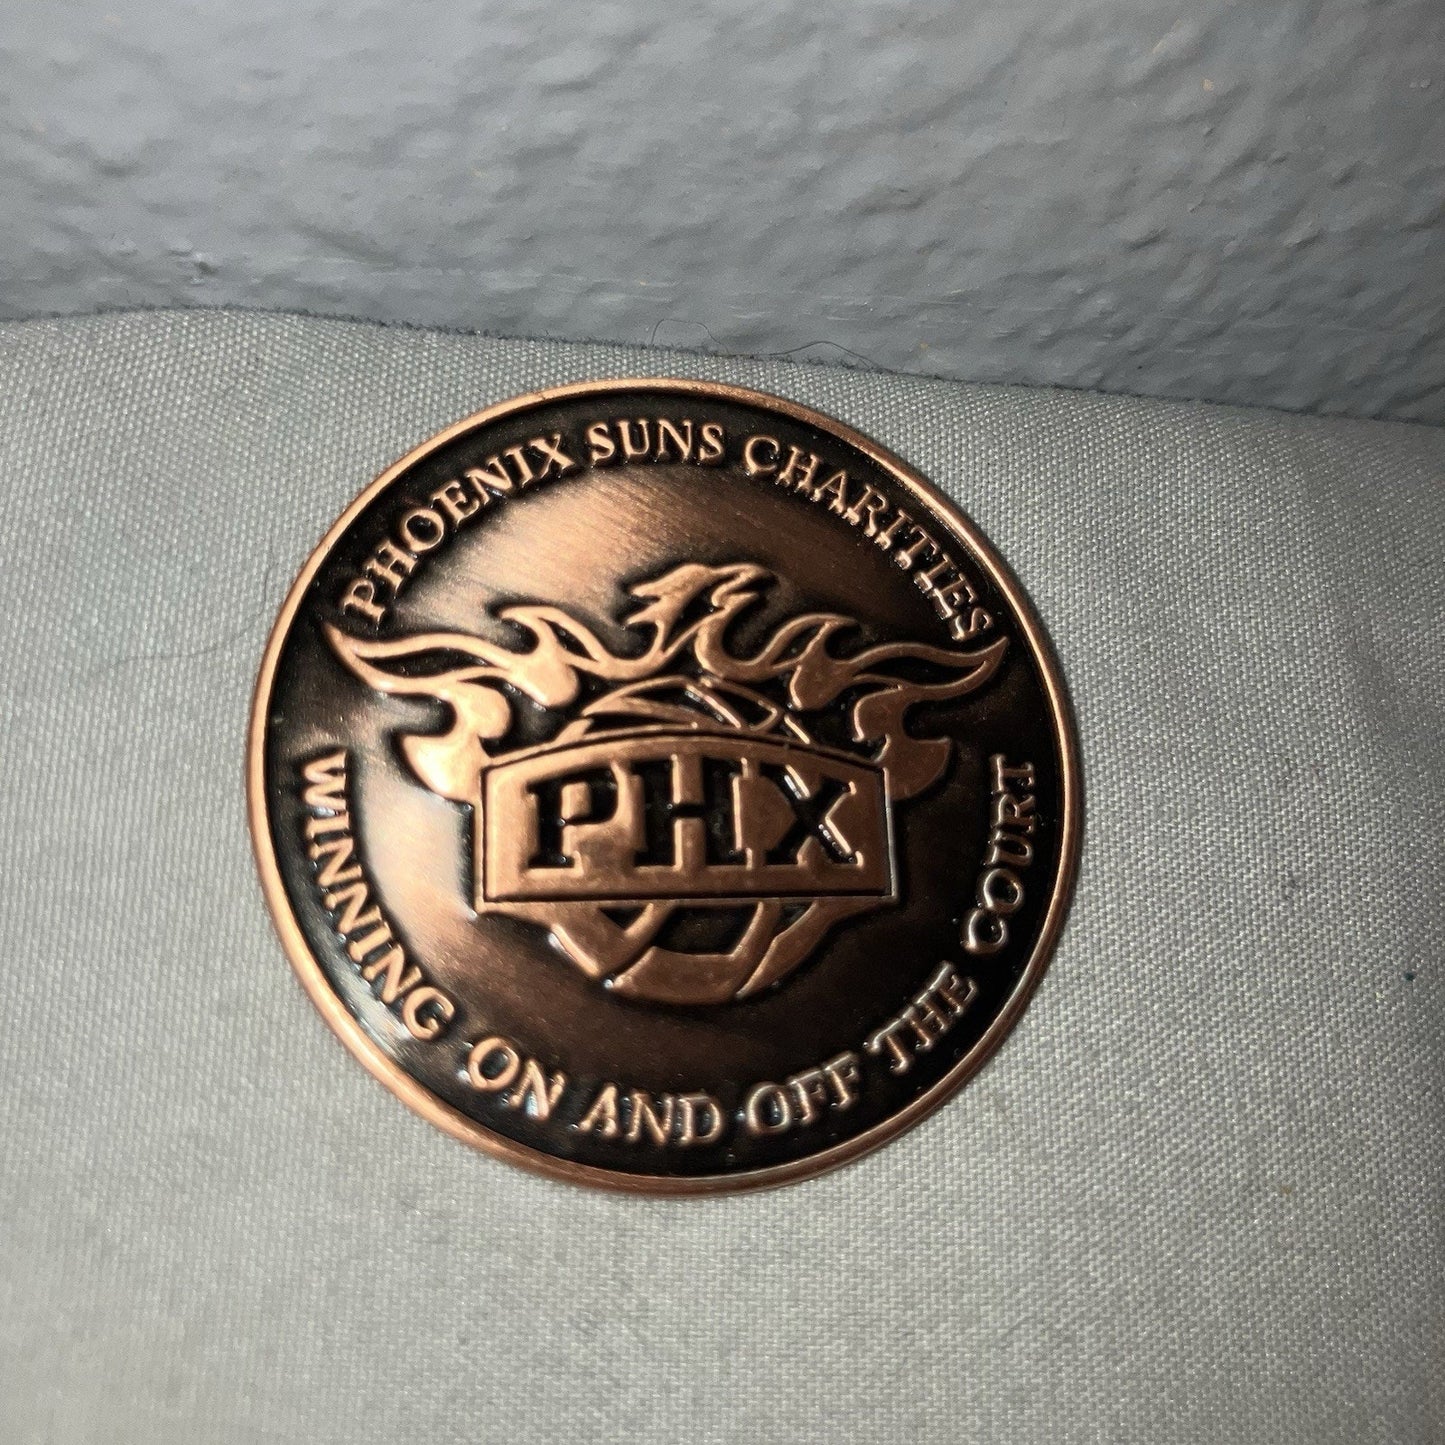 PHOENIX SUNS CHARITIES
PHX
WINNING ON AND OFF THE COURT